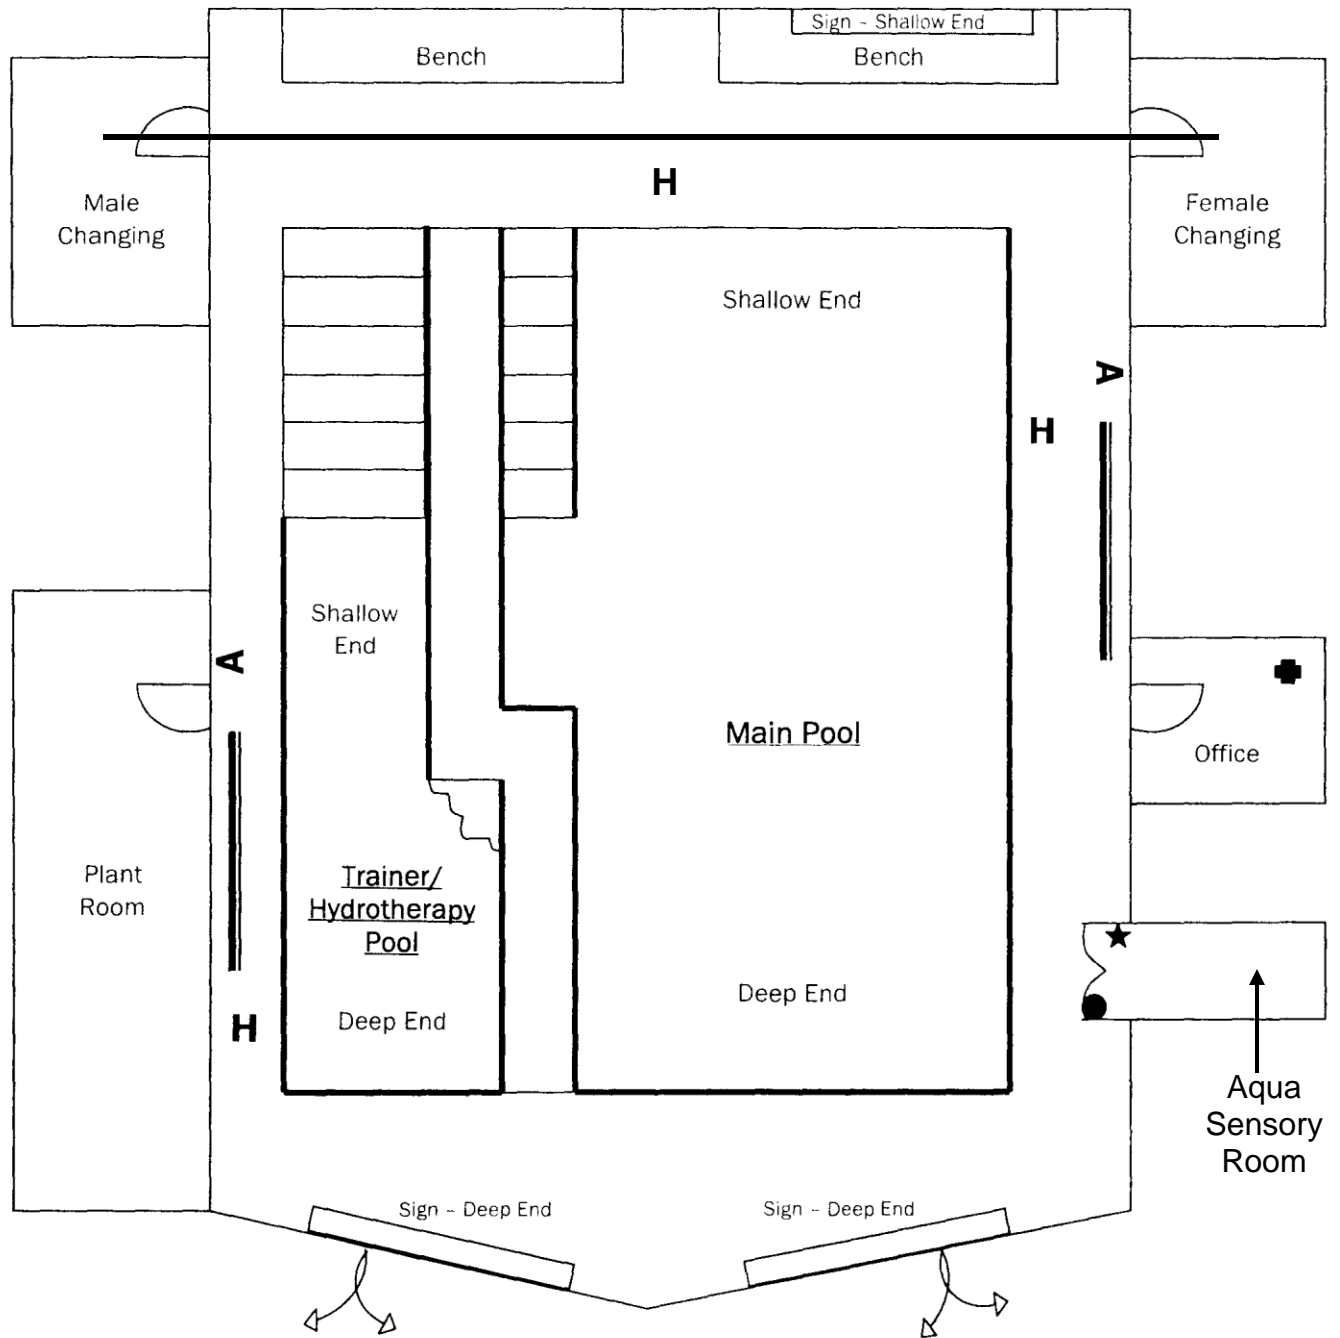 Sign - Shallow End
Bench
Bench
H
Male
Changing
Female
Changing
Shallow End
A
H
Shallow
End
A
Main Pool
Office
Plant
Room
Trainer/
Hydrotherapy
Pool
Deep End
Deep End
H
Aqua
Sensory
Room
Sign - Deep End
Sign - Deep End